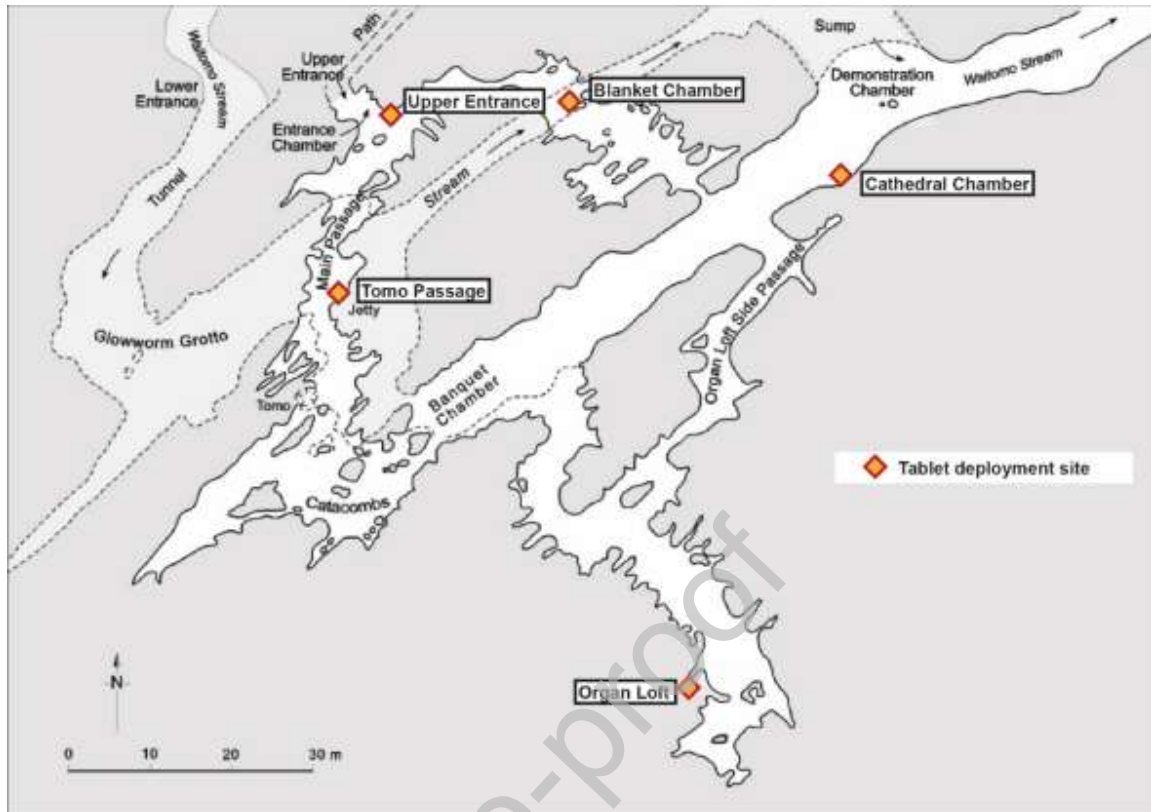 Waitomo
Stream
Path
Upper
Entrance
Lower
Entrance
Entrance
Chamber
Upper Entrance
Blanket Chamber
Sump
Demonstration
Chamber
Waitomo Stream
Cathedral Chamber
Tunnel
Stream
Main Passage
Tomo Passage
Jetty
Glowworm Grotto
Organ Loft Side Passage
Banquet
Chamber
Tomo
Catacombs
Tablet deployment site
Organ Loft
N
0 10 20 30 m
e-proof